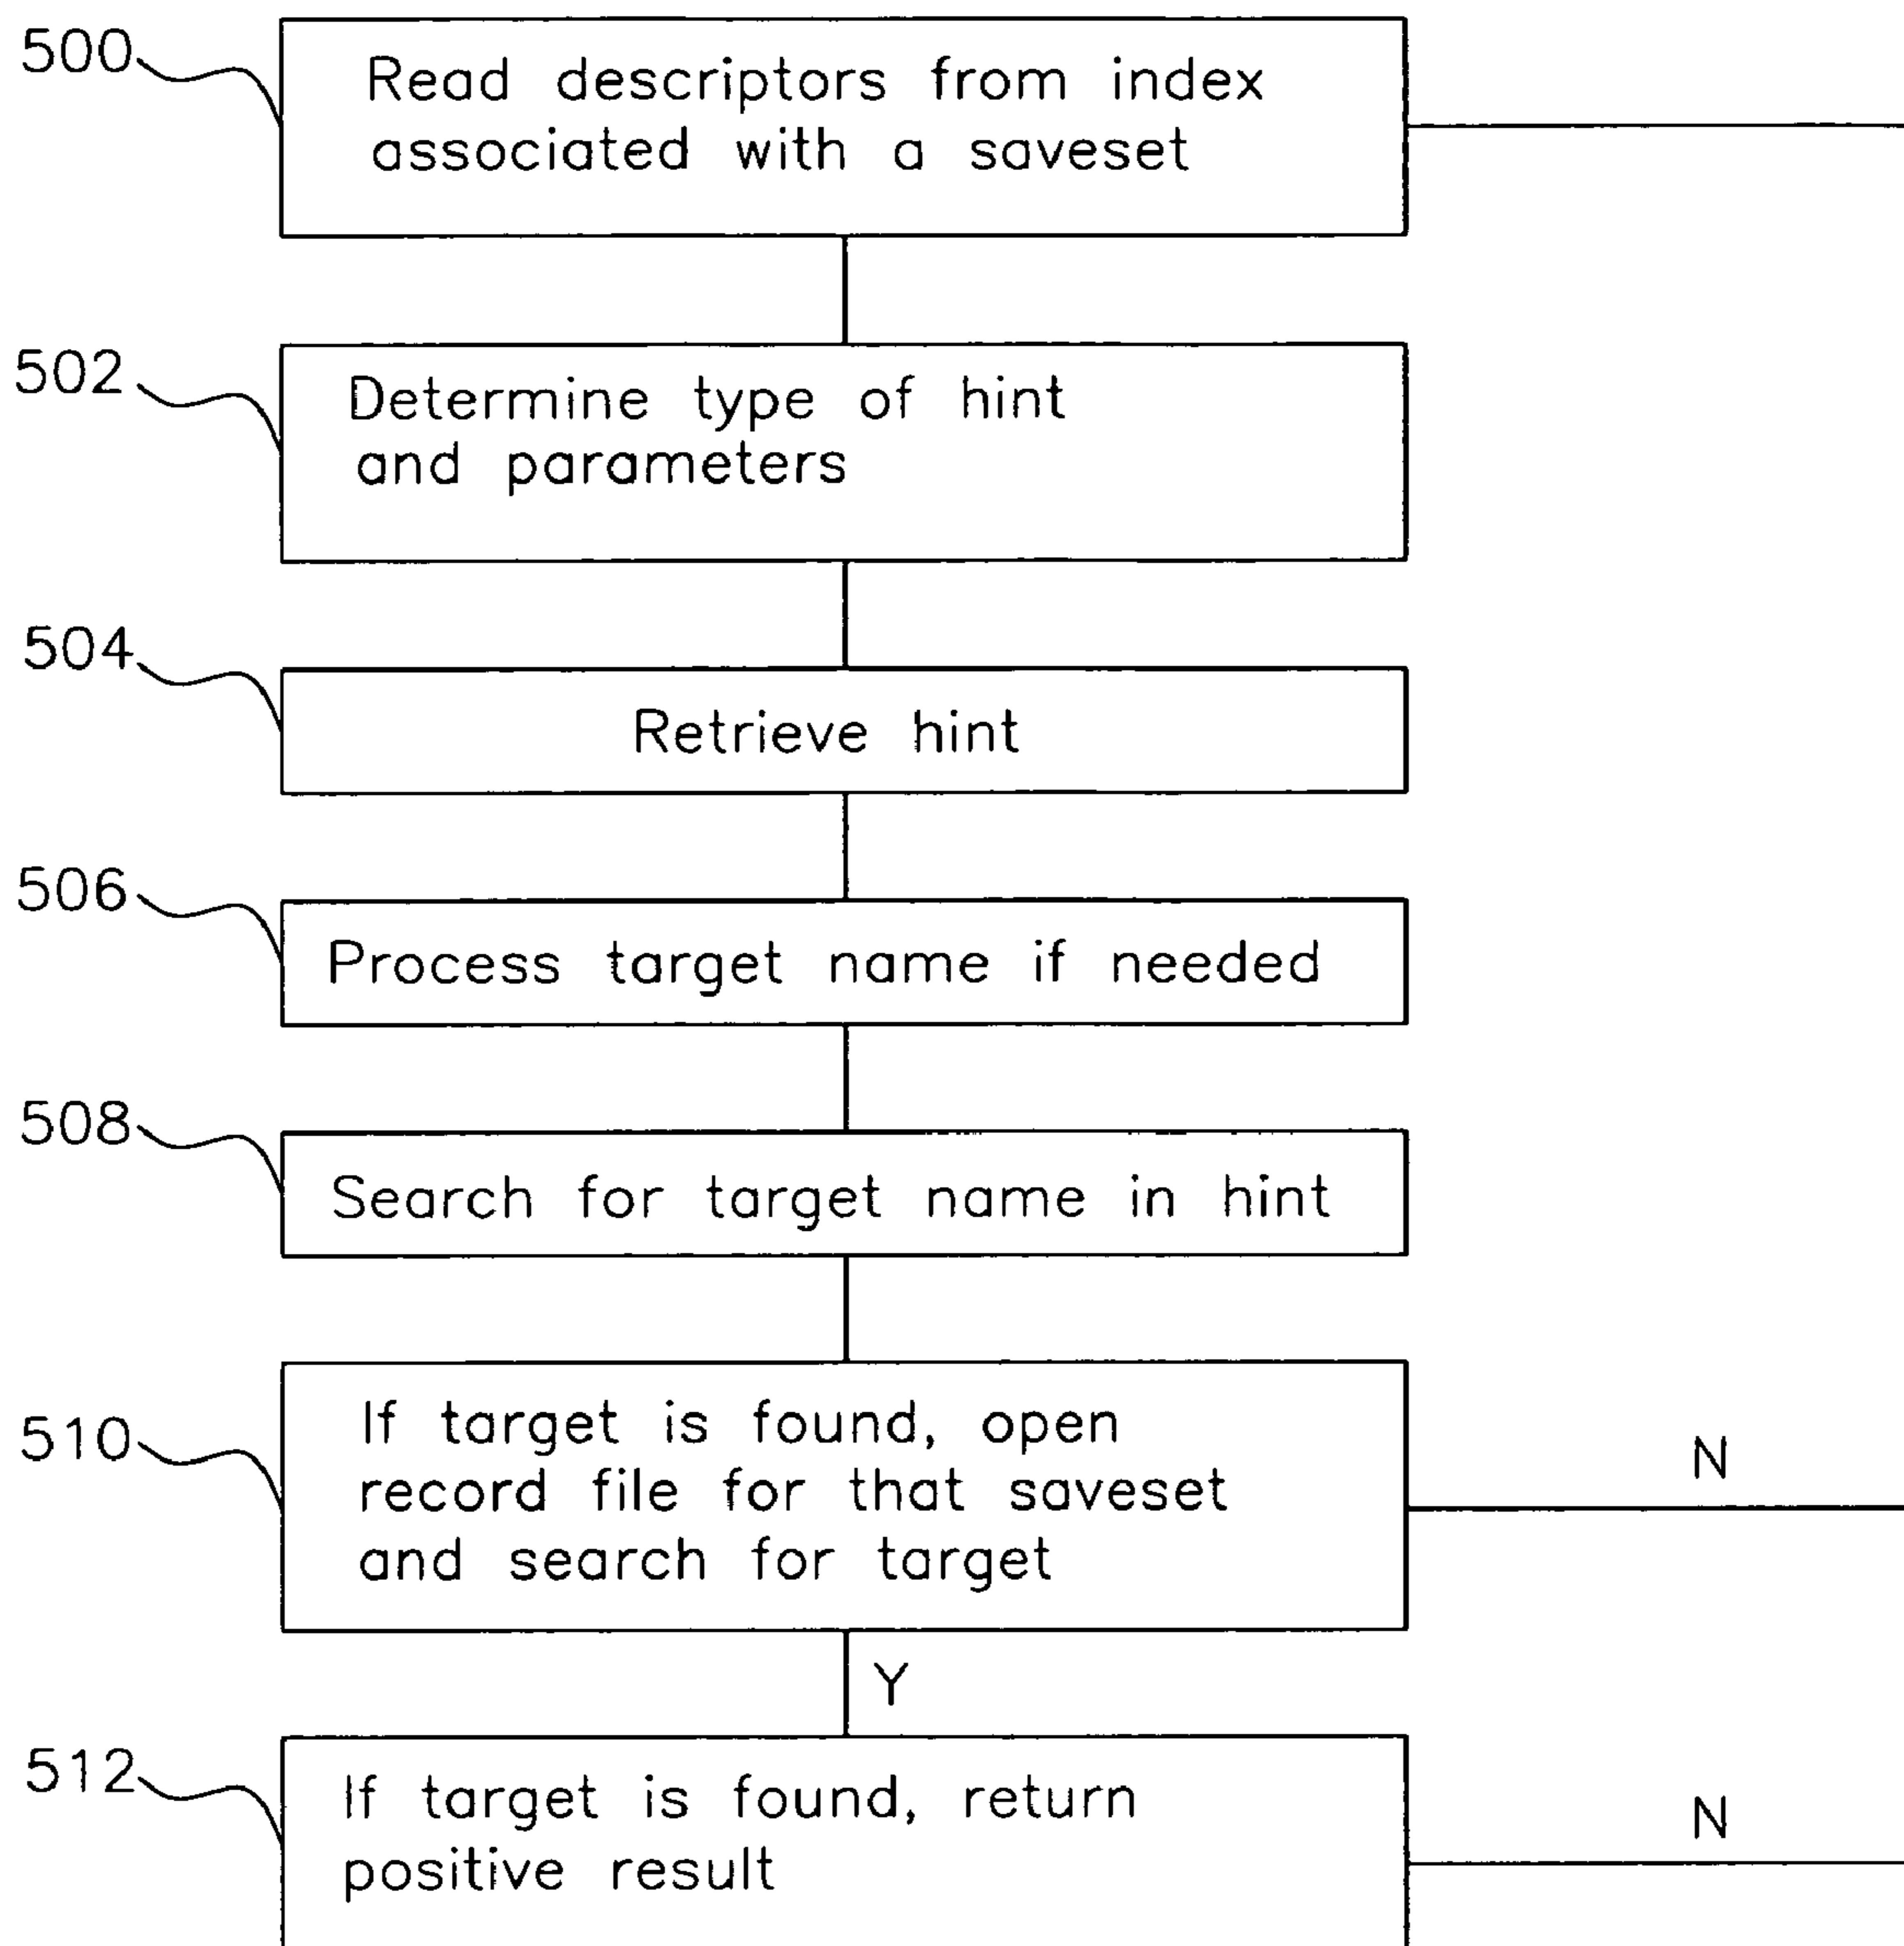 500
Read descriptors from index
associated with a saveset
502
Determine type of hint
and parameters
504
Retrieve hint
506
Process target name if needed
508
Search for target name in hint
510
If target is found, open
record file for that saveset
and search for target
N
Y
512
If target is found, return
positive result
N